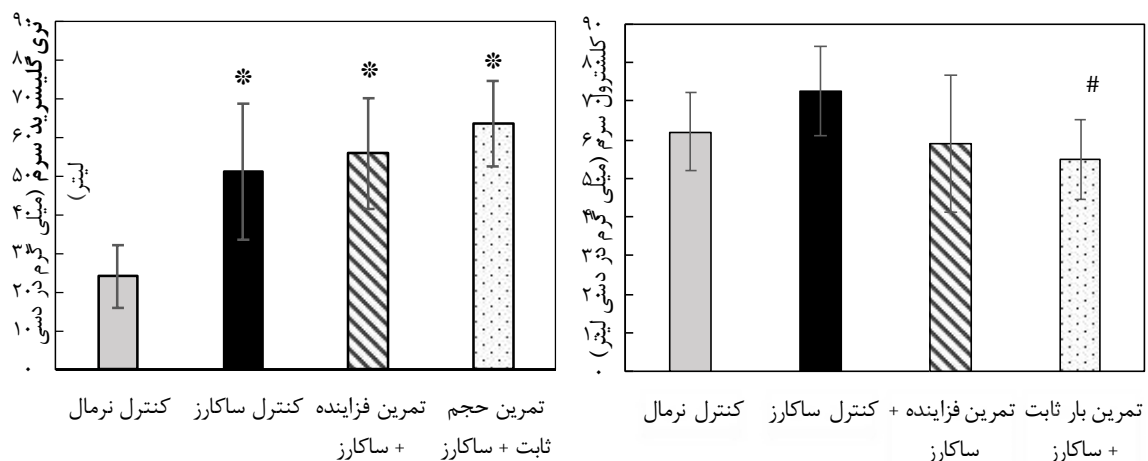 تری گلیسرید سرم (میلی گرم در دسی
لیتر)
۹۰
۸۰
۷۰
۶۰
۵۰
۴۰
۳۰
۲۰
۱۰
۰
*
*
*
کنترل نرمال
کنترل ساکارز
تمرین فزاینده
+ ساکارز
تمرین حجم
ثابت + ساکارز
کلسترول سرم (میلی گرم در دسی لیتر)
۹۰
۸۰
۷۰
۶۰
۵۰
۴۰
۳۰
۲۰
۱۰
۰
#
کنترل نرمال
کنترل ساکارز
تمرین فزاینده +
ساکارز
تمرین بار ثابت
+ ساکارز